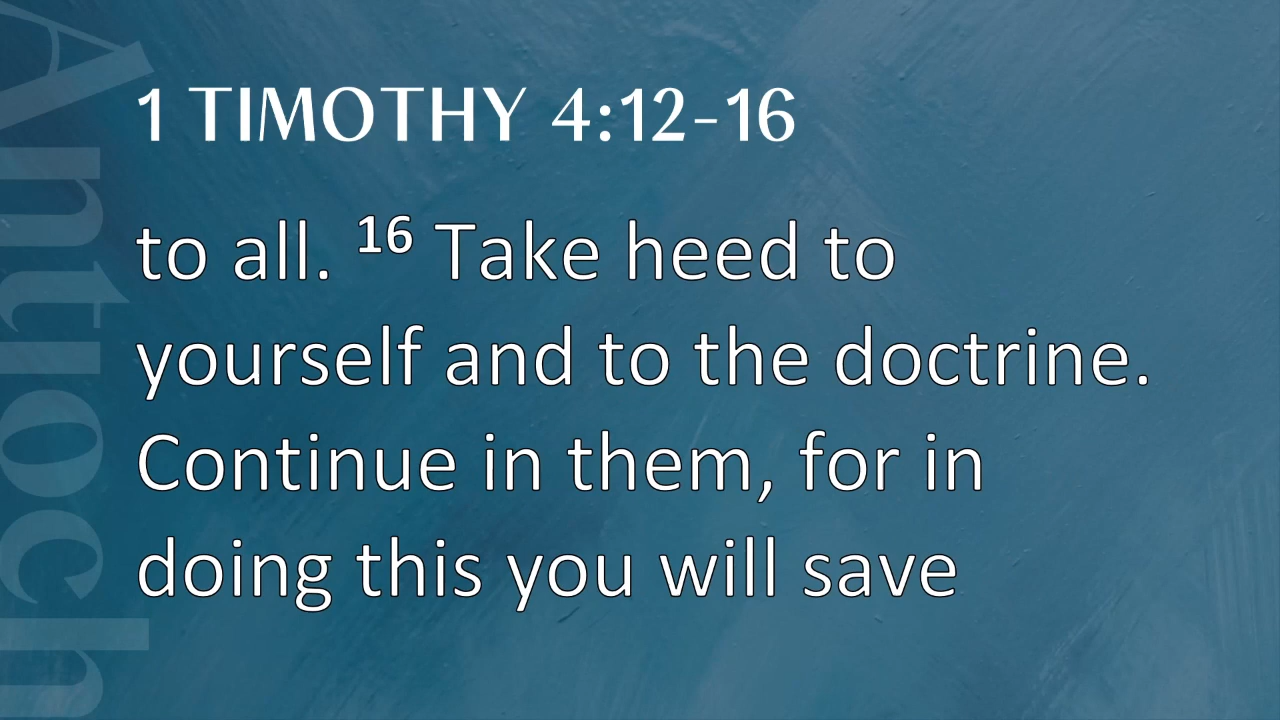 Antioch
1 TIMOTHY 4:12-16
to all. 16 Take heed to
yourself and to the doctrine.
Continue in them, for in
doing this you will save